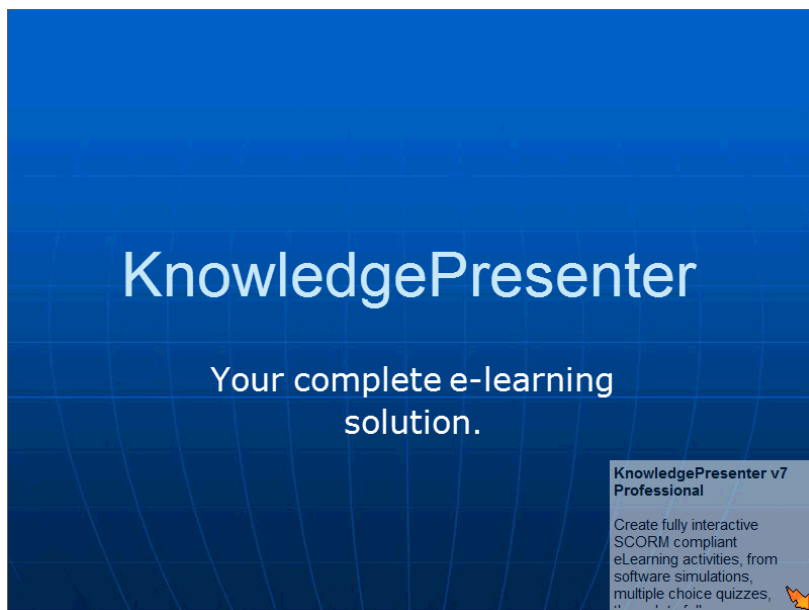 KnowledgePresenter
Your complete e-learning
solution.
KnowledgePresenter v7
Professional
Create fully interactive
SCORM compliant
eLearning activities, from
software simulations,
multiple choice quizzes,